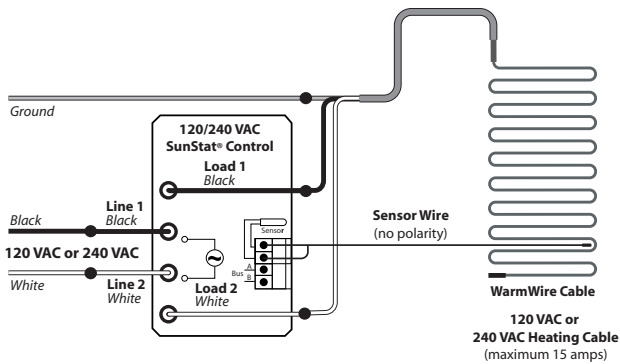 Ground
120/240 VAC
SunStat® Control
Load 1
Black
Line 1
Black
Black
Sensor
Sensor Wire
(no polarity)
120 VAC or 240 VAC
A
Bus
B
Line 2
White
White
Load 2
White
WarmWire Cable
120 VAC or
240 VAC Heating Cable
(maximum 15 amps)